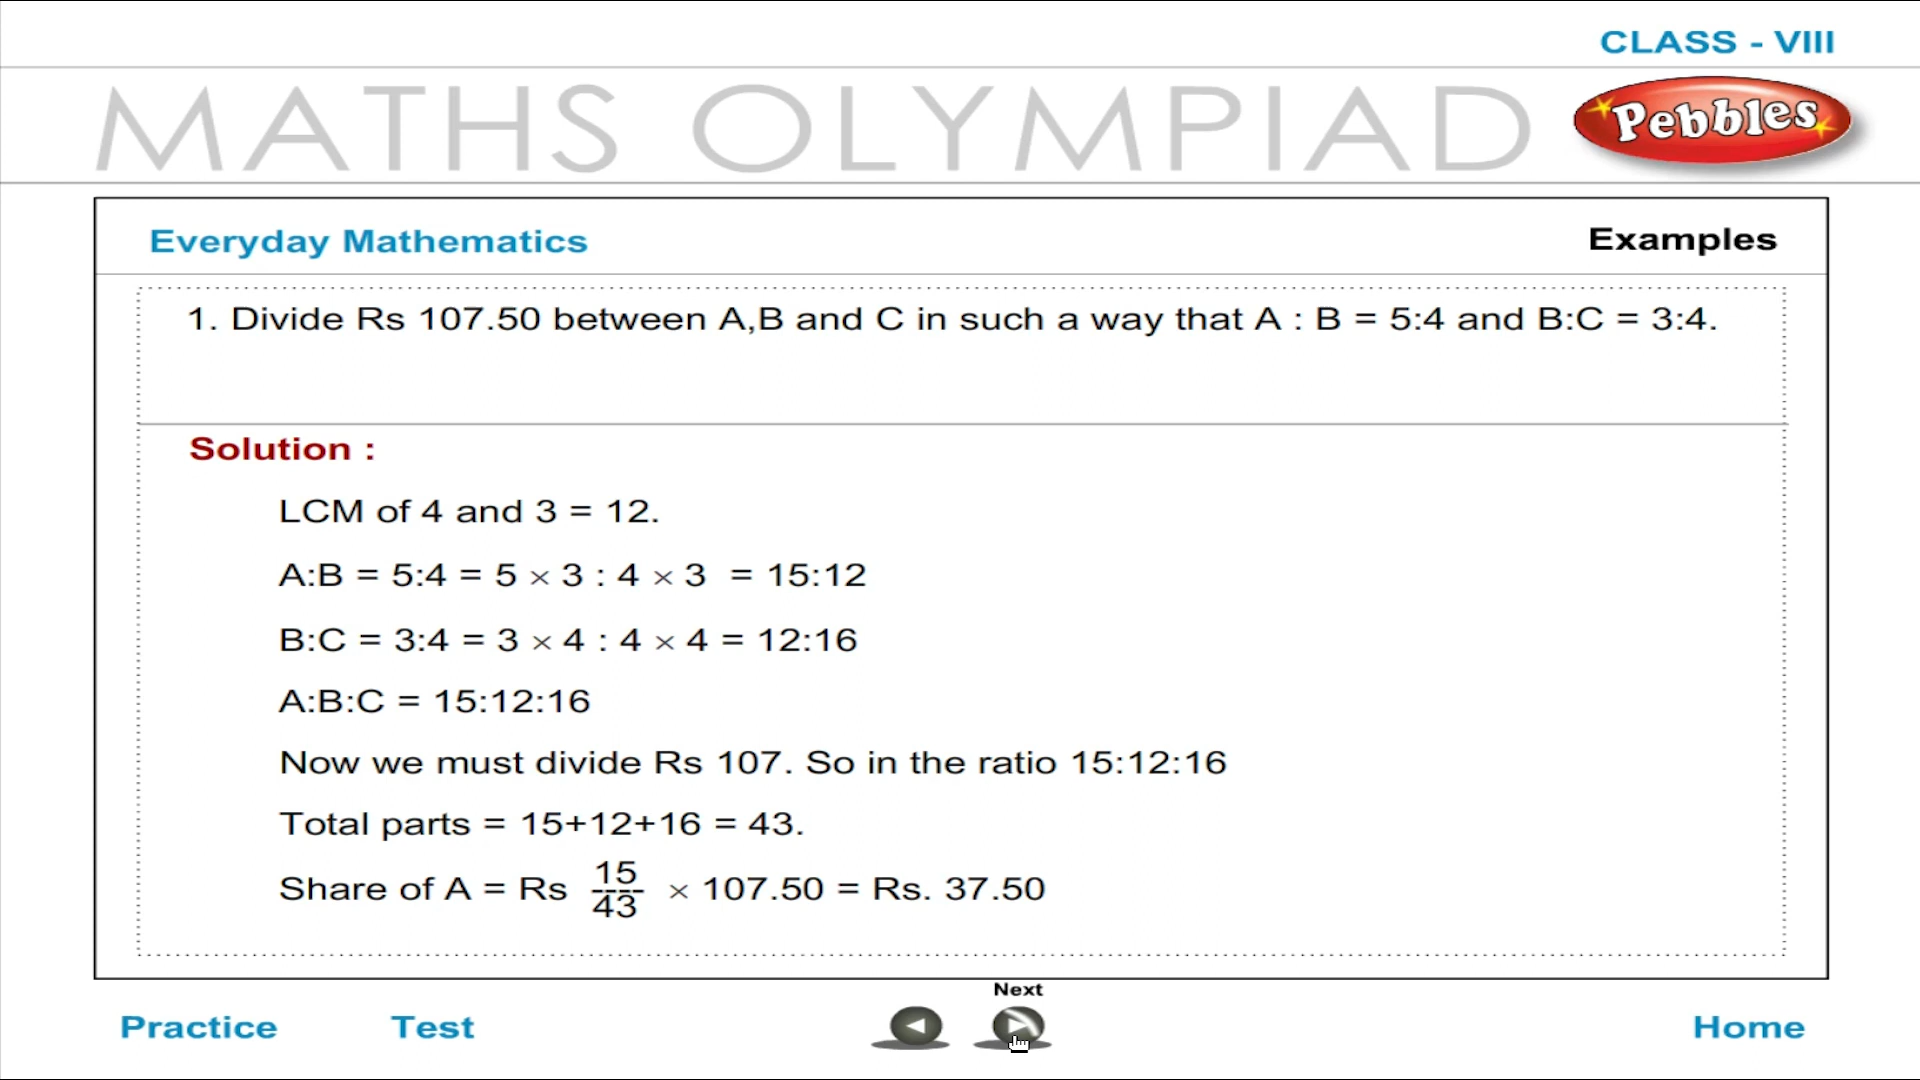 CLASS - VIII
MATHS OLYMPIAD
Pebbles
Everyday Mathematics
Examples
1. Divide Rs 107.50 between A,B and C in such a way that A : B = 5:4 and B:C = 3:4.
Solution :
LCM of 4 and 3 = 12.
A:B = 5:4 = 5 × 3 : 4 × 3 = 15:12
B:C = 3:4 = 3 × 4 : 4 × 4 = 12:16
A:B:C = 15:12:16
Now we must divide Rs 107. So in the ratio 15:12:16
Total parts = 15+12+16 = 43.
Share of A = Rs 15/43 × 107.50 = Rs. 37.50
Next
Practice
Test
Home